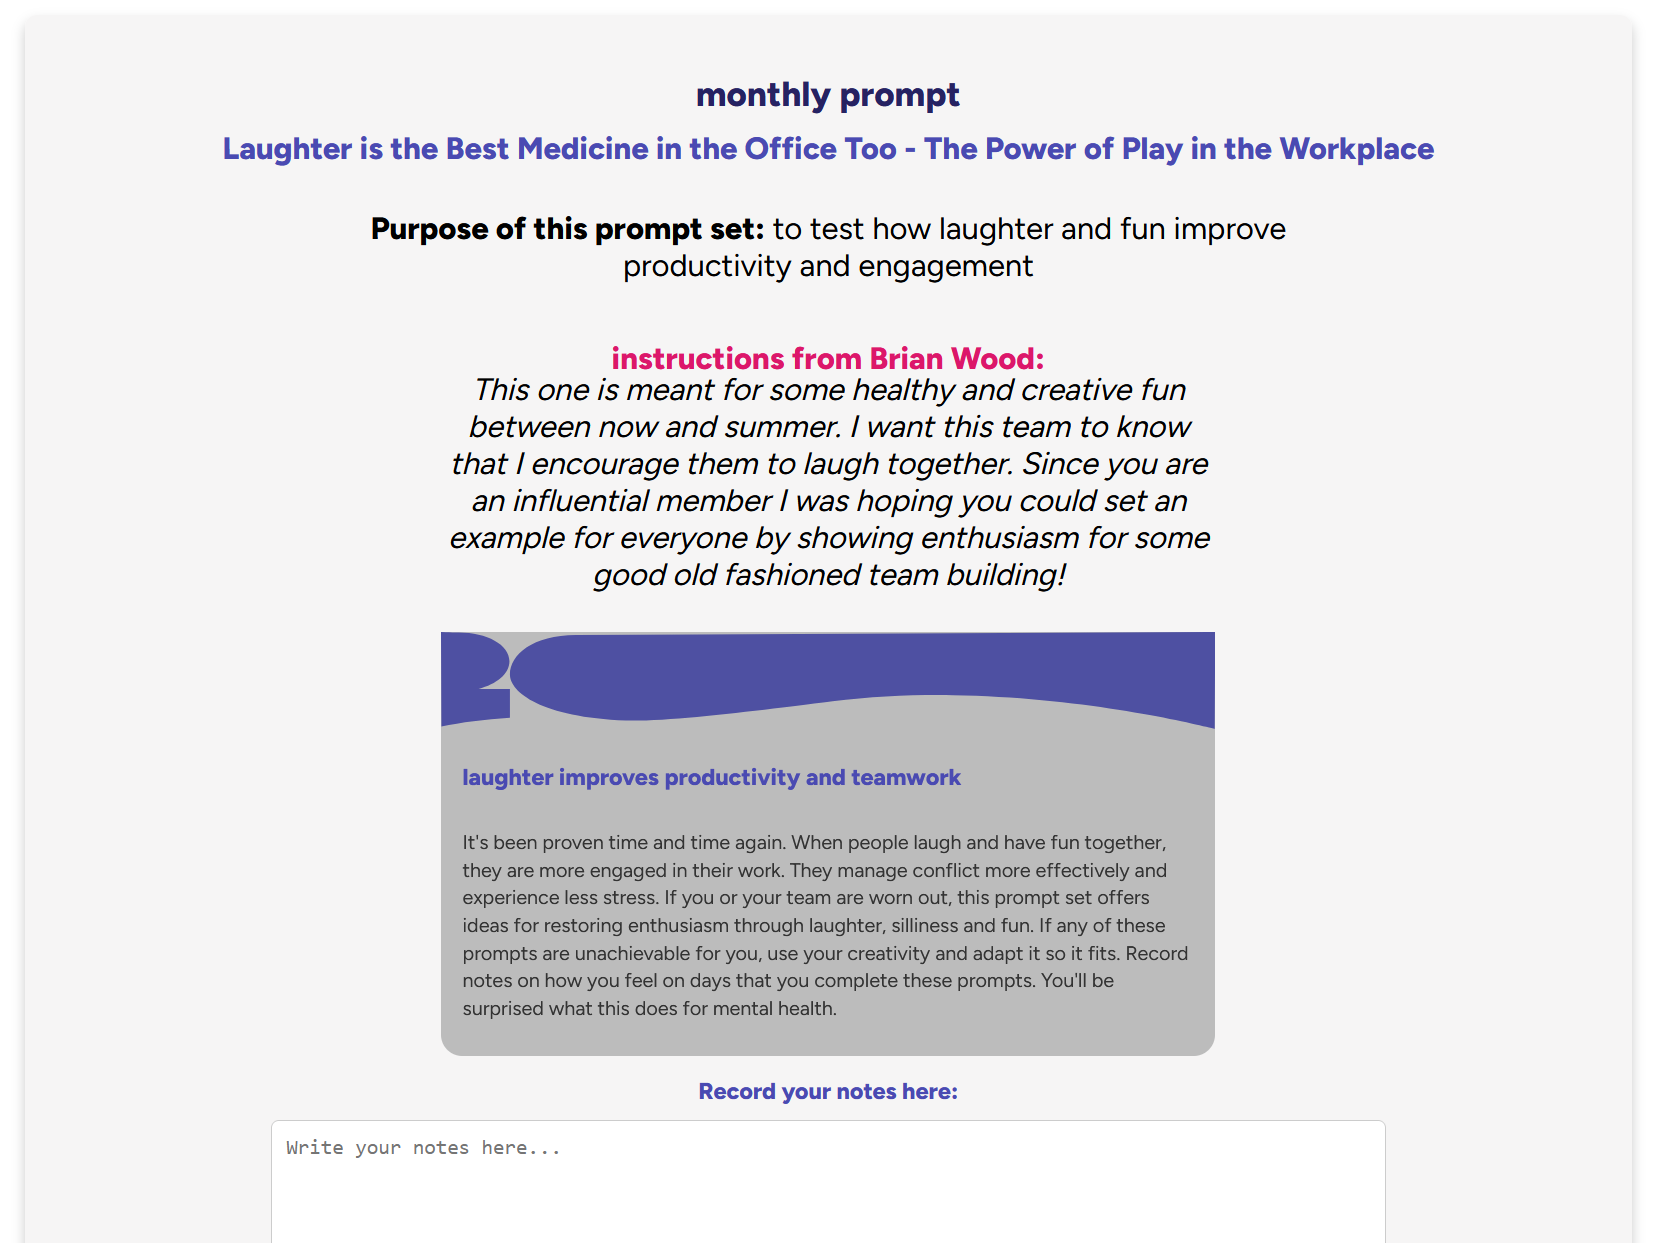 monthly prompt
Laughter is the Best Medicine in the Office Too - The Power of Play in the Workplace
Purpose of this prompt set: to test how laughter and fun improve
productivity and engagement
instructions from Brian Wood:
This one is meant for some healthy and creative fun
between now and summer. I want this team to know
that I encourage them to laugh together. Since you are
an influential member I was hoping you could set an
example for everyone by showing enthusiasm for some
good old fashioned team building!
laughter improves productivity and teamwork
It's been proven time and time again. When people laugh and have fun together,
they are more engaged in their work. They manage conflict more effectively and
experience less stress. If you or your team are worn out, this prompt set offers
ideas for restoring enthusiasm through laughter, silliness and fun. If any of these
prompts are unachievable for you, use your creativity and adapt it so it fits. Record
notes on how you feel on days that you complete these prompts. You'll be
surprised what this does for mental health.
Record your notes here:
Write your notes here...